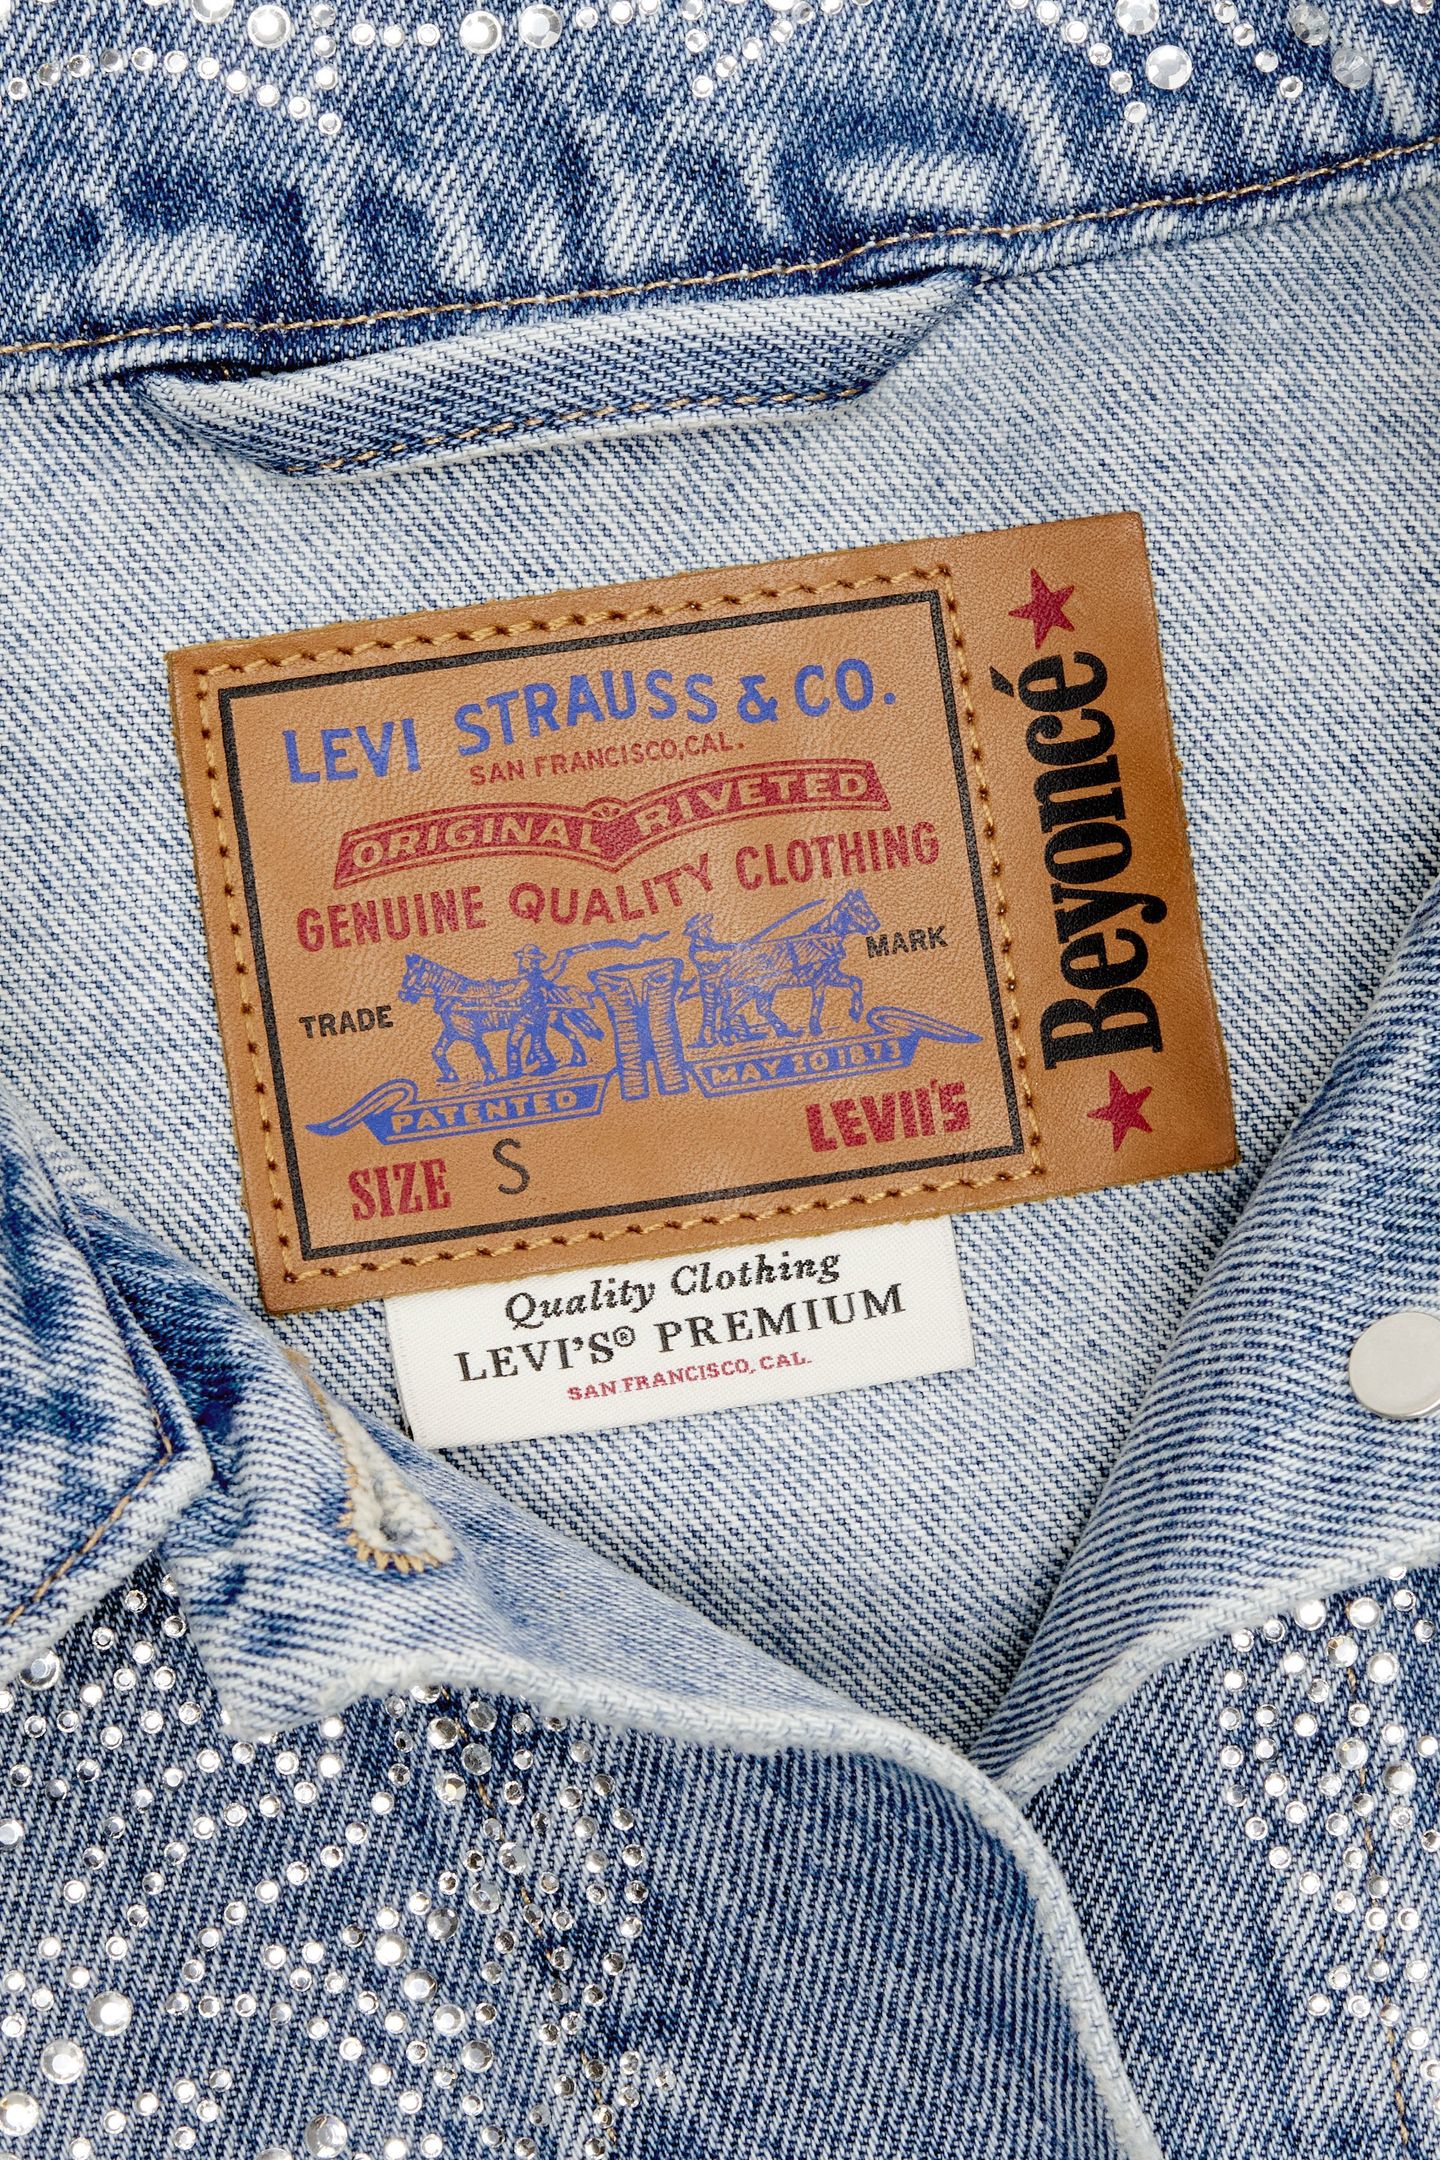 LEVI STRAUSS & CO.
SAN FRANCISCO, CAL.
ORIGINAL RIVETED
GENUINE QUALITY CLOTHING
TRADE MARK
PATENTED MAY 20 1873
SIZE S LEVII'S
Beyoncé
Quality Clothing
LEVI'S® PREMIUM
SAN FRANCISCO, CAL.